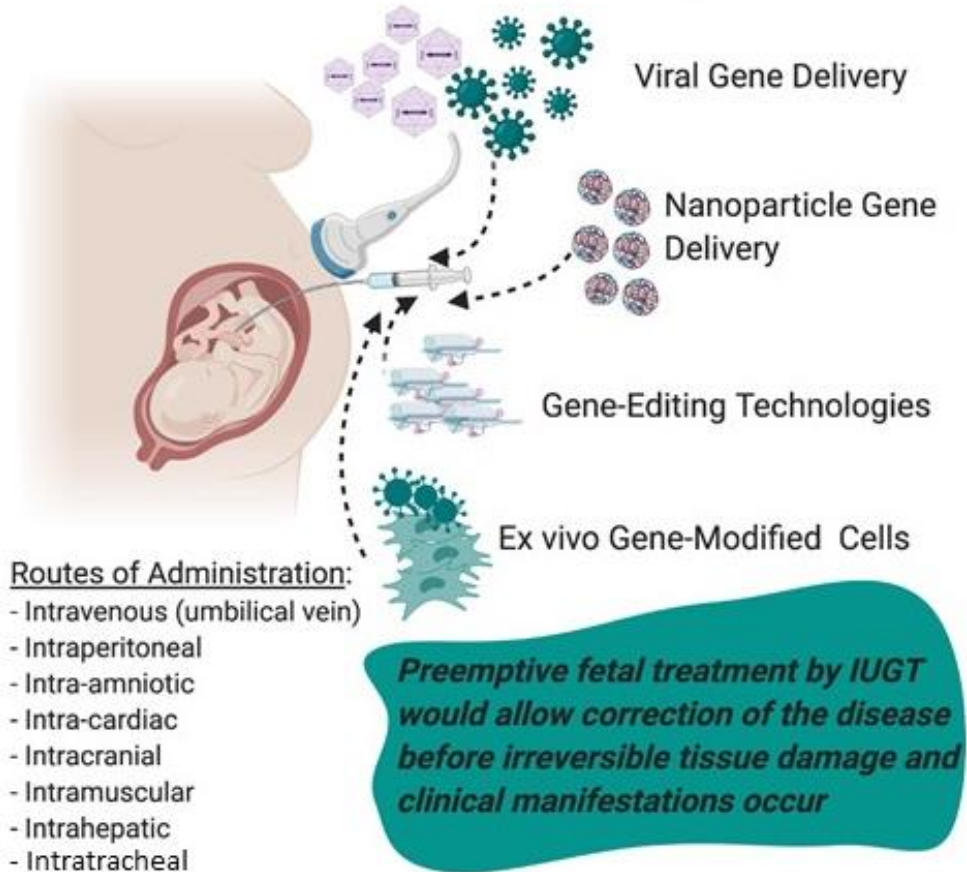 Viral Gene Delivery
Nanoparticle Gene
Delivery
Gene-Editing Technologies
Ex vivo Gene-Modified Cells
Routes of Administration:
- Intravenous (umbilical vein)
- Intraperitoneal
- Intra-amniotic
- Intra-cardiac
- Intracranial
- Intramuscular
- Intrahepatic
- Intratracheal
Preemptive fetal treatment by IUGT
would allow correction of the disease
before irreversible tissue damage and
clinical manifestations occur